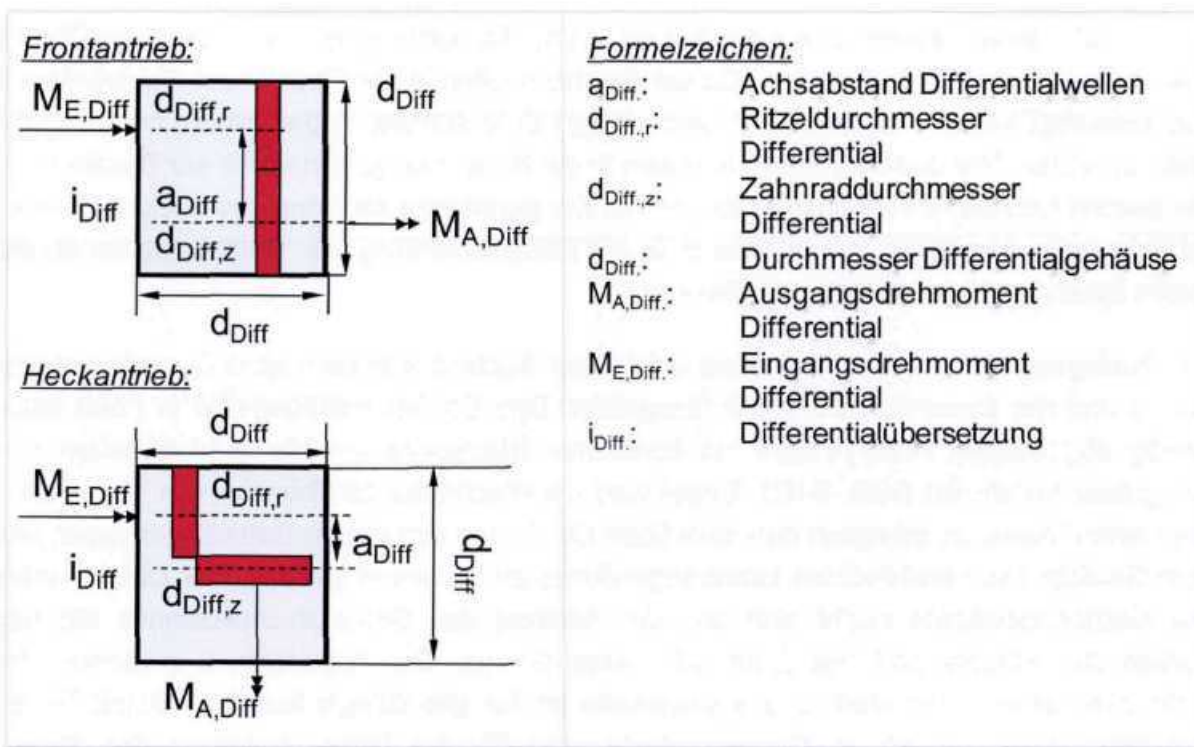 Frontantrieb:
M_E,Diff
d_Diff,r
d_Diff
i_Diff
a_Diff
d_Diff,z
M_A,Diff
d_Diff
Heckantrieb:
d_Diff
M_E,Diff
d_Diff,r
a_Diff
d_Diff
i_Diff
d_Diff,z
M_A,Diff
Formelzeichen:
a_Diff.: Achsabstand Differentialwellen
d_Diff.,r: Ritzeldurchmesser
Differential
d_Diff.,z: Zahnraddurchmesser
Differential
d_Diff.: Durchmesser Differentialgehäuse
M_A,Diff.: Ausgangsdrehmoment
Differential
M_E,Diff.: Eingangsdrehmoment
Differential
i_Diff.: Differentialübersetzung